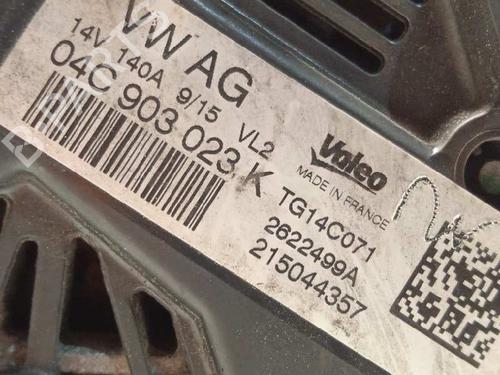 VW AG
14V 140A 9/15 VL2
04C 903 023 K
Valeo
MADE IN FRANCE
TG14C071
2622499A
215044357